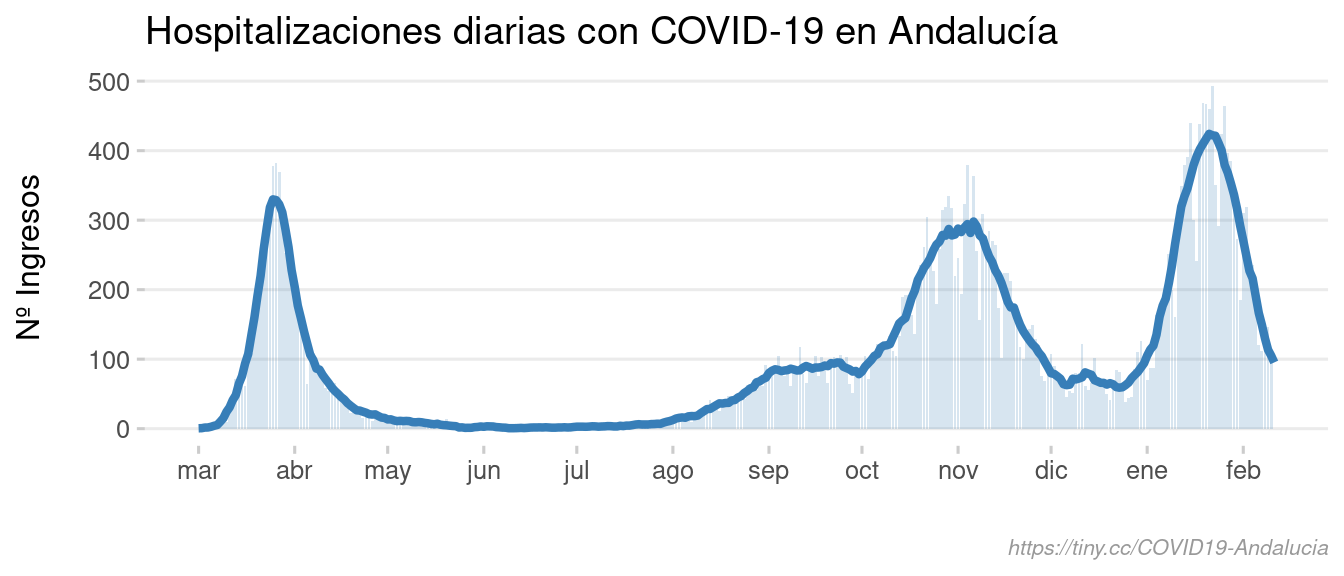 Hospitalizaciones diarias con COVID-19 en Andalucía
Nº Ingresos
500
400
300
200
100
0
mar abr may jun jul ago sep oct nov dic ene feb
https://tiny.cc/COVID19-Andalucia